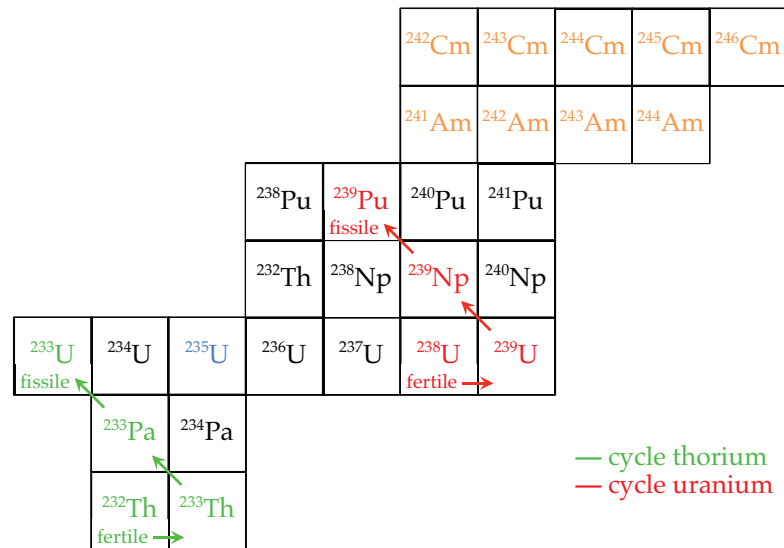 ²⁴²Cm ²⁴³Cm ²⁴⁴Cm ²⁴⁵Cm ²⁴⁶Cm
²⁴¹Am ²⁴²Am ²⁴³Am ²⁴⁴Am
²³⁸Pu ²³⁹Pu ²⁴⁰Pu ²⁴¹Pu
fissile
²³²Th ²³⁸Np ²³⁹Np ²⁴⁰Np
²³³U ²³⁴U ²³⁵U ²³⁶U ²³⁷U ²³⁸U ²³⁹U
fissile fertile
²³³Pa ²³⁴Pa
cycle thorium
cycle uranium
²³²Th ²³³Th
fertile